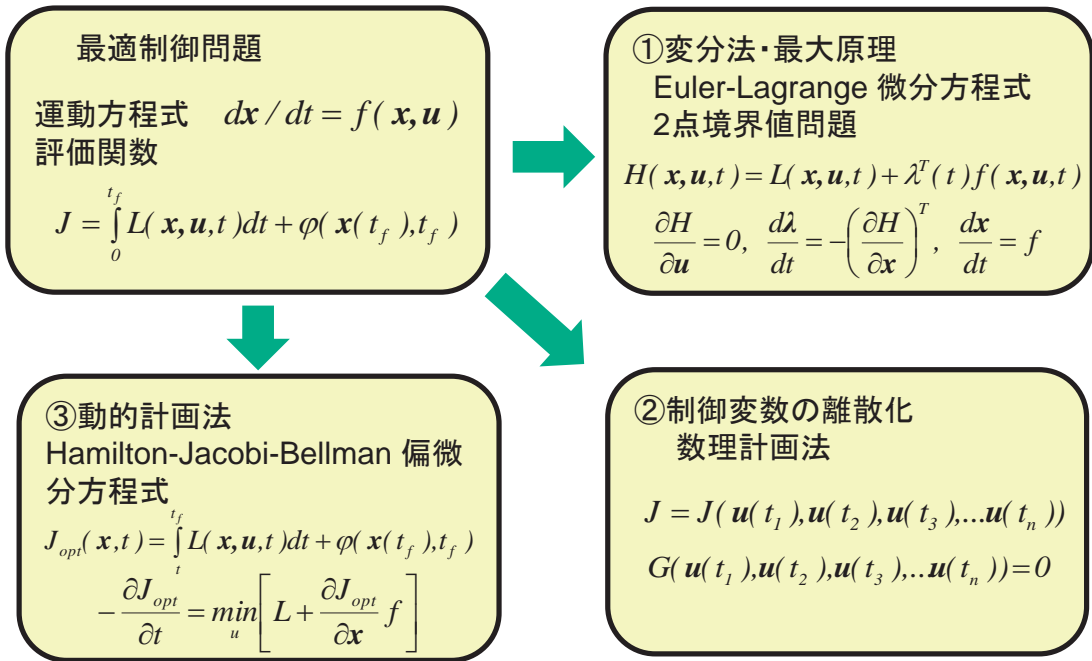 最適制御問題
運動方程式 dx / dt = f( x,u )
評価関数
J = ∫_0^{t_f} L( x,u,t )dt + φ( x( t_f ),t_f )
①変分法・最大原理
Euler-Lagrange 微分方程式
2点境界値問題
H( x,u,t ) = L( x,u,t ) + λ^T( t ) f( x,u,t )
∂H/∂u = 0, dλ/dt = −(∂H/∂x)^T, dx/dt = f
③動的計画法
Hamilton-Jacobi-Bellman 偏微
分方程式
J_opt( x,t ) = ∫_t^{t_f} L( x,u,t )dt + φ( x( t_f ),t_f )
−∂J_opt/∂t = min_u [ L + ∂J_opt/∂x f ]
②制御変数の離散化
数理計画法
J = J( u( t_1 ),u( t_2 ),u( t_3 ),...u( t_n ))
G( u( t_1 ),u( t_2 ),u( t_3 ),...u( t_n ))=0